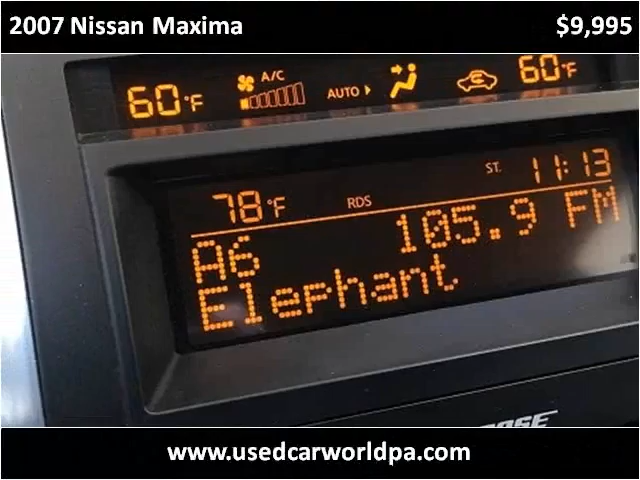 2007 Nissan Maxima $9,995
60°F A/C AUTO 60°F
78°F RDS ST. 11:13
A6 105.9 FM
Elephant
BOSE
www.usedcarworldpa.com